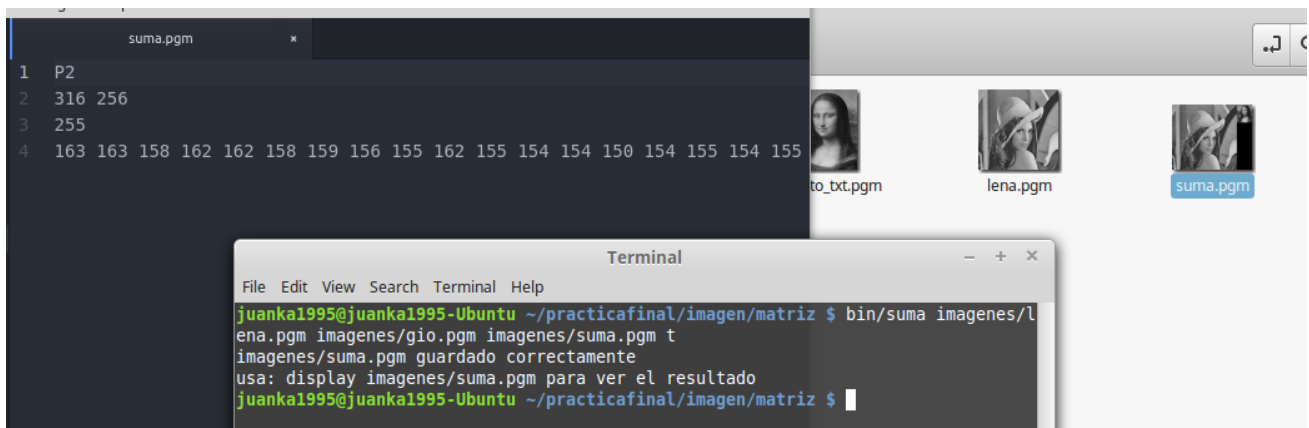 suma.pgm ×
1 P2
2 316 256
3 255
4 163 163 158 162 162 158 159 156 155 162 155 154 154 150 154 155 154 155
to_txt.pgm
lena.pgm
suma.pgm
Terminal
File Edit View Search Terminal Help
juanka1995@juanka1995-Ubuntu ~/practicafinal/imagen/matriz $ bin/suma imagenes/l
ena.pgm imagenes/gio.pgm imagenes/suma.pgm t
imagenes/suma.pgm guardado correctamente
usa: display imagenes/suma.pgm para ver el resultado
juanka1995@juanka1995-Ubuntu ~/practicafinal/imagen/matriz $